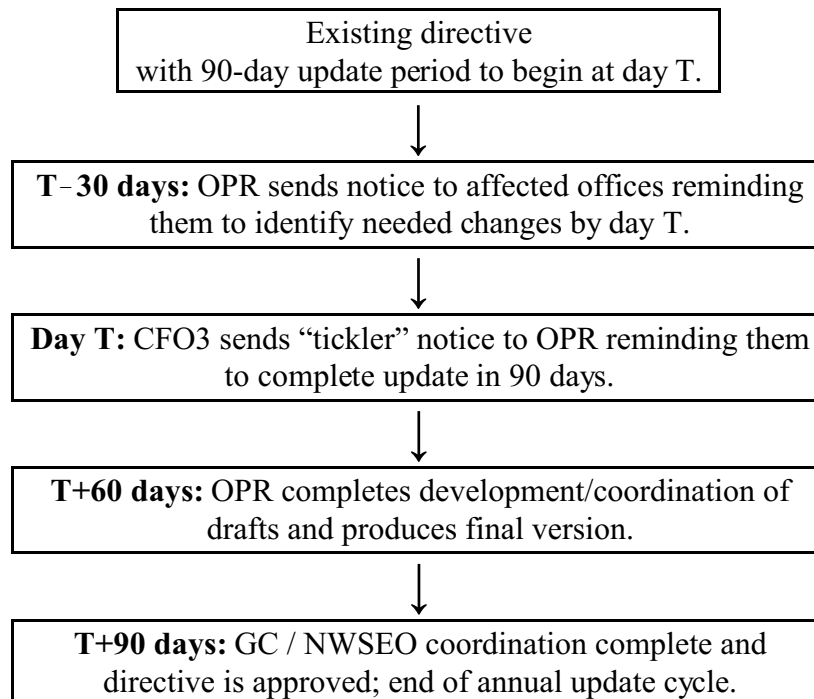 Existing directive
with 90-day update period to begin at day T.
T−30 days: OPR sends notice to affected offices reminding
them to identify needed changes by day T.
Day T: CFO3 sends “tickler” notice to OPR reminding them
to complete update in 90 days.
T+60 days: OPR completes development/coordination of
drafts and produces final version.
T+90 days: GC / NWSEO coordination complete and
directive is approved; end of annual update cycle.